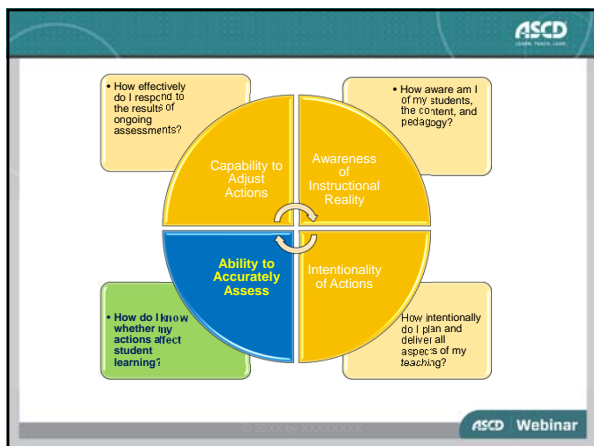 ASCD
LEARN. TEACH. LEAD.
• How effectively
do I respond to
the results of
ongoing
assessments?
• How aware am I
of my students,
the content, and
pedagogy?
Capability to
Adjust
Actions
Awareness
of
Instructional
Reality
Ability to
Accurately
Assess
Intentionality
of Actions
• How do I know
whether my
actions affect
student
learning?
How intentionally
do I plan and
deliver all
aspects of my
teaching?
© 20XX by XXXXXXXX
ASCD Webinar